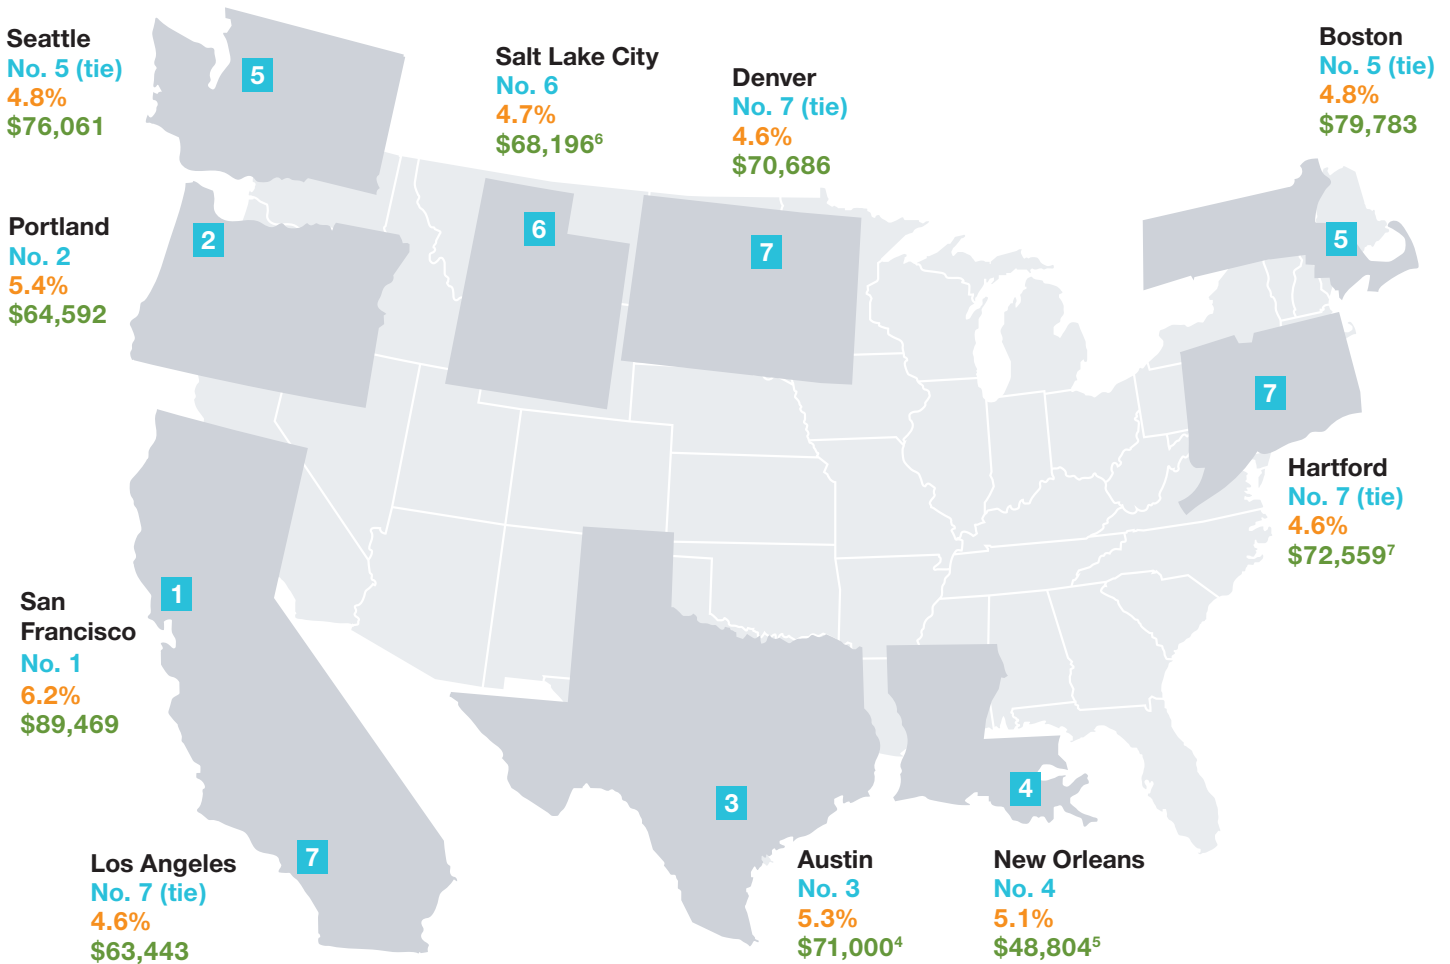 Seattle
No. 5 (tie)
4.8%
$76,061
5
Salt Lake City
No. 6
4.7%
$68,196⁶
6
Denver
No. 7 (tie)
4.6%
$70,686
7
Boston
No. 5 (tie)
4.8%
$79,783
5
Portland
No. 2
5.4%
$64,592
2
7
Hartford
No. 7 (tie)
4.6%
$72,559⁷
San
Francisco
No. 1
6.2%
$89,469
1
Los Angeles
No. 7 (tie)
4.6%
$63,443
7
3
Austin
No. 3
5.3%
$71,000⁴
4
New Orleans
No. 4
5.1%
$48,804⁵